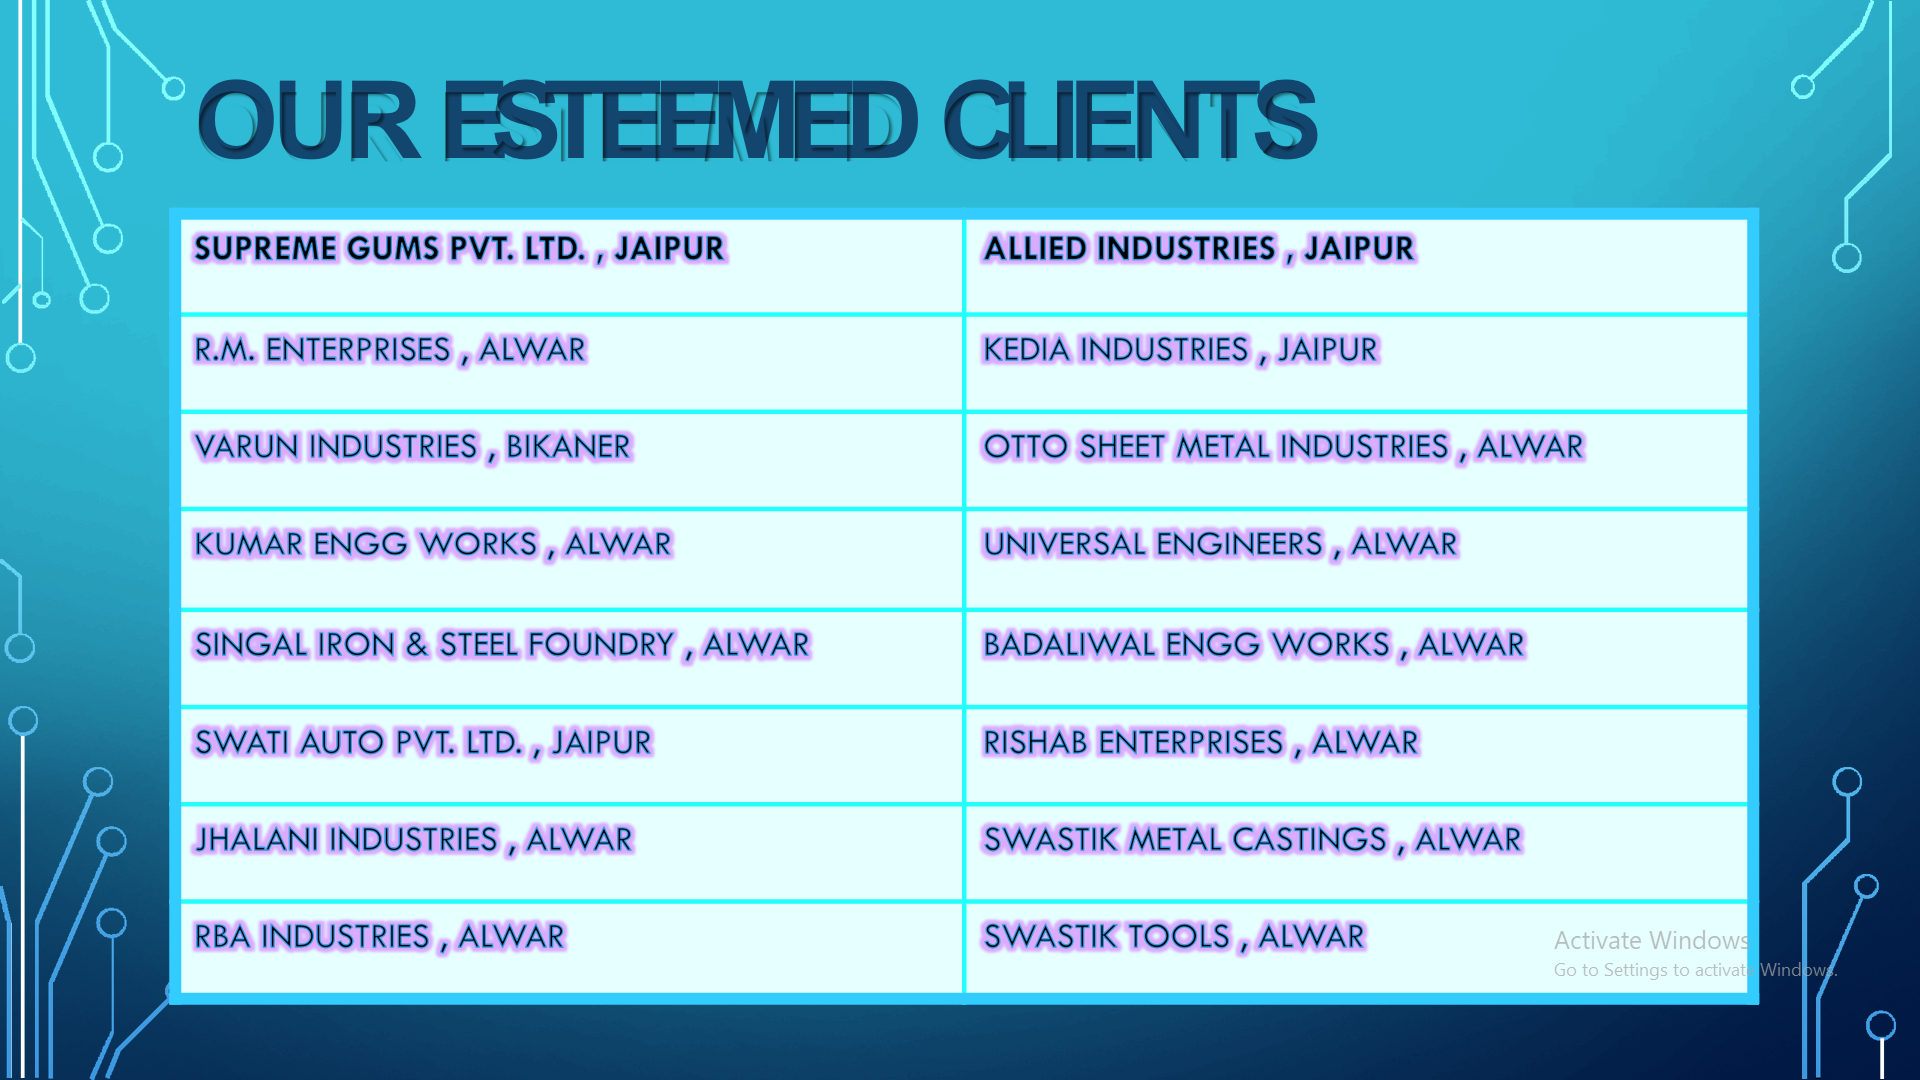 OUR ESTEEMED CLIENTS
SUPREME GUMS PVT. LTD. , JAIPUR
ALLIED INDUSTRIES , JAIPUR
R.M. ENTERPRISES , ALWAR
KEDIA INDUSTRIES , JAIPUR
VARUN INDUSTRIES , BIKANER
OTTO SHEET METAL INDUSTRIES , ALWAR
KUMAR ENGG WORKS , ALWAR
UNIVERSAL ENGINEERS , ALWAR
SINGAL IRON & STEEL FOUNDRY , ALWAR
BADALIWAL ENGG WORKS , ALWAR
SWATI AUTO PVT. LTD. , JAIPUR
RISHAB ENTERPRISES , ALWAR
JHALANI INDUSTRIES , ALWAR
SWASTIK METAL CASTINGS , ALWAR
RBA INDUSTRIES , ALWAR
SWASTIK TOOLS , ALWAR
Activate Windows
Go to Settings to activate Windows.